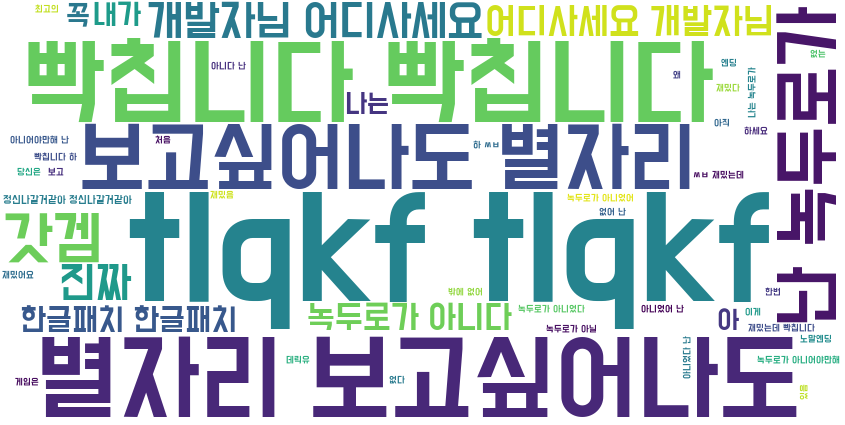 최고의
꼭 내가 개발자님 어디사세요 어디사세요 개발자님
빡칩니다 빡칩니다
아니다 난
나는
왜
엔딩
재밌다
없는
나는 녹두로가
난 녹두로가
아직
하세요
아니어야만해 난
처음
빡칩니다 하
당신은 보고
보고싶어나도 별자리
하 ㅆㅂ
ㅆㅂ 재밌는데
정신나갈거같아 정신나갈거같아
재밌음
녹두로가 아니었어
없어 난
갓겜
tlqkf tlqkf
재밌어요
진짜
밖에 없어
한번
한글패치 한글패치
녹두로가 아니다
녹두로가 아니었다
아니었어 난
아
이게
녹두로가 아닐
재밌는데 빡칩니다
별자리 보고싶어나도
데릭유
노말엔딩
녹두로가 아니어야만해
게임은
없다